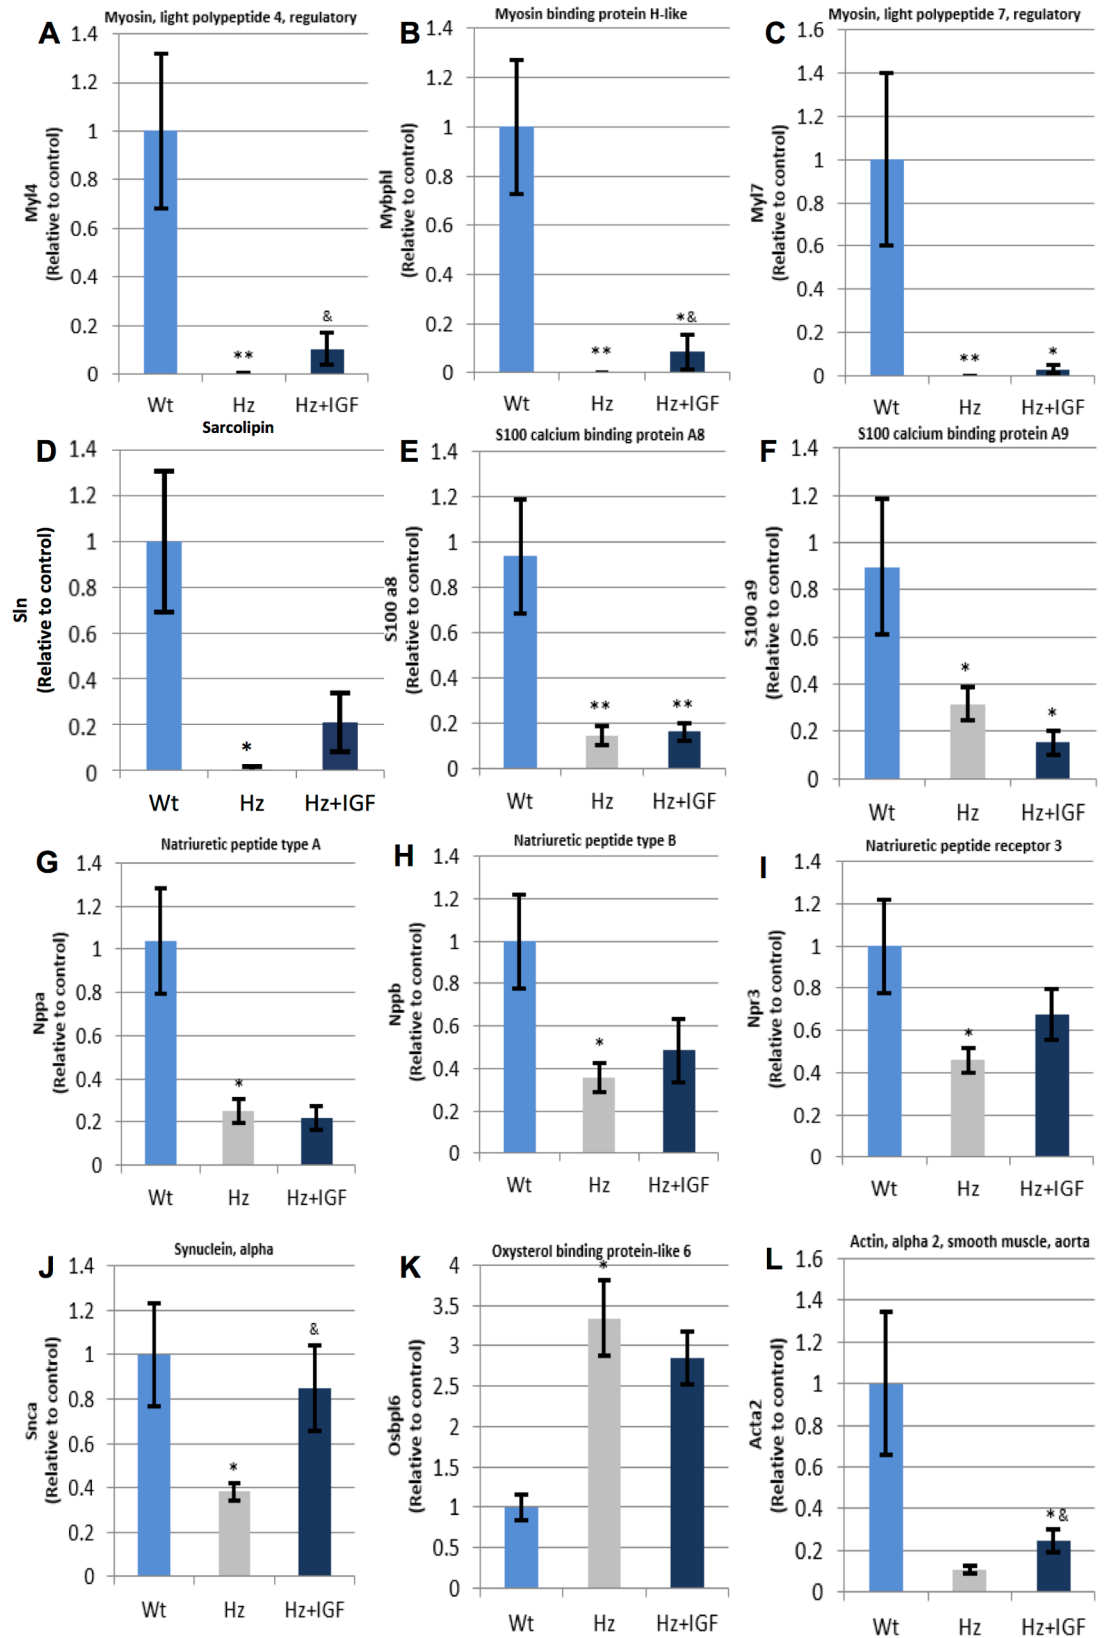 A
Myosin, light polypeptide 4, regulatory
1.4
1.2
1
0.8
0.6
0.4
0.2
0
Myl4
(Relative to control)
**
&
Wt
Hz
Hz+IGF
B
Myosin binding protein H-like
1.4
1.2
1
0.8
0.6
0.4
0.2
0
Mybphl
(Relative to control)
**
*&
Wt
Hz
Hz+IGF
C
Myosin, light polypeptide 7, regulatory
1.6
1.4
1.2
1
0.8
0.6
0.4
0.2
0
Myl7
(Relative to control)
**
*
Wt
Hz
Hz+IGF
D
Sarcolipin
1.4
1.2
1
0.8
0.6
0.4
0.2
0
Sln
(Relative to control)
*
Wt
Hz
Hz+IGF
E
S100 calcium binding protein A8
1.4
1.2
1
0.8
0.6
0.4
0.2
0
S100 a8
(Relative to control)
**
**
Wt
Hz
Hz+IGF
F
S100 calcium binding protein A9
1.4
1.2
1
0.8
0.6
0.4
0.2
0
S100 a9
(Relative to control)
*
*
Wt
Hz
Hz+IGF
G
Natriuretic peptide type A
1.4
1.2
1
0.8
0.6
0.4
0.2
0
Nppa
(Relative to control)
*
Wt
Hz
Hz+IGF
H
Natriuretic peptide type B
1.4
1.2
1
0.8
0.6
0.4
0.2
0
Nppb
(Relative to control)
*
Wt
Hz
Hz+IGF
I
Natriuretic peptide receptor 3
1.4
1.2
1
0.8
0.6
0.4
0.2
0
Npr3
(Relative to control)
*
Wt
Hz
Hz+IGF
J
Synuclein, alpha
1.4
1.2
1
0.8
0.6
0.4
0.2
0
Snca
(Relative to control)
*
&
Wt
Hz
Hz+IGF
K
Oxysterol binding protein-like 6
4
3.5
3
2.5
2
1.5
1
0.5
0
Osbpl6
(Relative to control)
*
Wt
Hz
Hz+IGF
L
Actin, alpha 2, smooth muscle, aorta
1.6
1.4
1.2
1
0.8
0.6
0.4
0.2
0
Acta2
(Relative to control)
*&
Wt
Hz
Hz+IGF